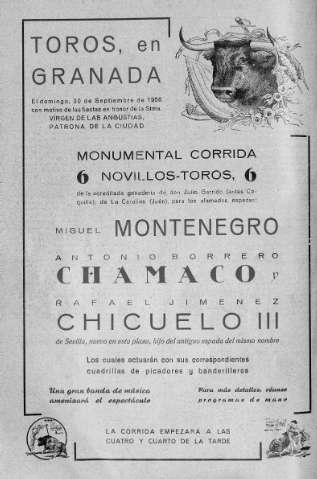 TOROS, en
GRANADA
El domingo, 30 de Septiembre de 1956
con motivo de las fiestas en honor de la Stma.
VIRGEN DE LAS ANGUSTIAS,
PATRONA DE LA CIUDAD
MONUMENTAL CORRIDA
6 NOVILLOS-TOROS, 6
de la acreditada ganadería de don Julio Garrido (antes
de La Carolina (Jaén), para los afamados espadas:
MIGUEL MONTENEGRO
ANTONIO BORRERO
CHAMACO y
RAFAEL JIMENEZ
CHICUELO III
de Sevilla, nuevo en esta plaza, hijo del antiguo espada del mismo nombre
Los cuales actuarán con sus correspondientes
cuadrillas de picadores y banderilleros
Una gran banda de música
amenizará el espectáculo
Para más detalles, véanse
programas de mano
LA CORRIDA EMPEZARÁ A LAS
CUATRO Y CUARTO DE LA TARDE